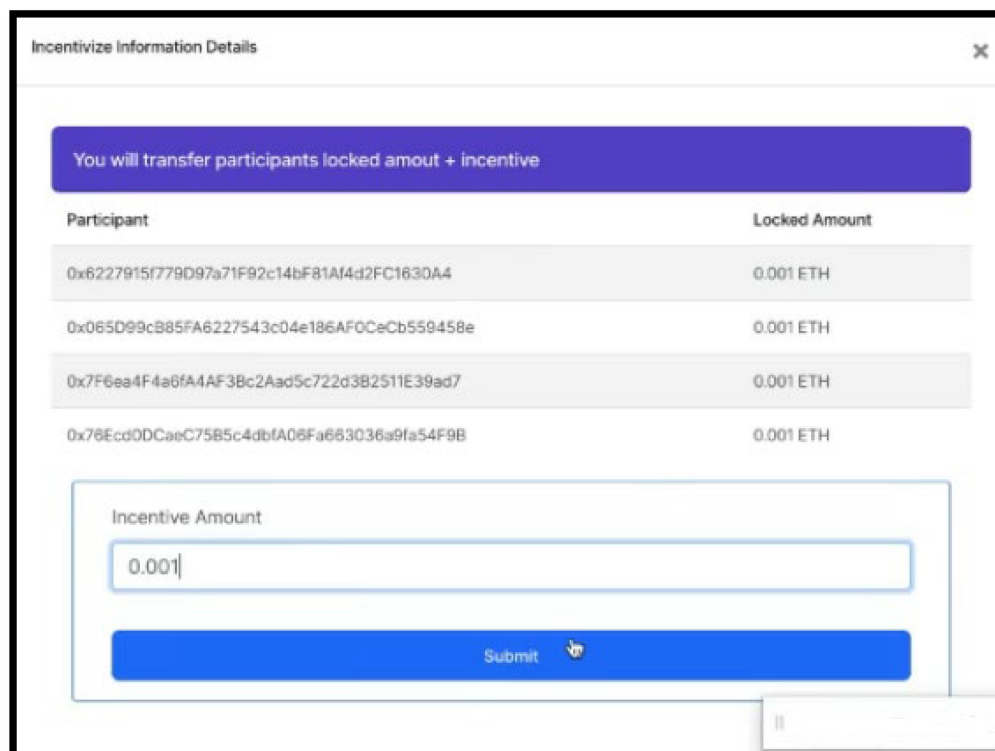 Incentivize Information Details
You will transfer participants locked amout + incentive
Participant Locked Amount
0x6227915f779D97a71F92c14bF81Af4d2FC1630A4 0.001 ETH
0x065D99cB85FA6227543c04e186AF0CeCb559458e 0.001 ETH
0x7F6ea4F4a6fA4AF3Bc2Aad5c722d3B2511E39ad7 0.001 ETH
0x76Ecd0DCaeC75B5c4dbfA06Fa663036a9fa54F9B 0.001 ETH
Incentive Amount
0.001
Submit